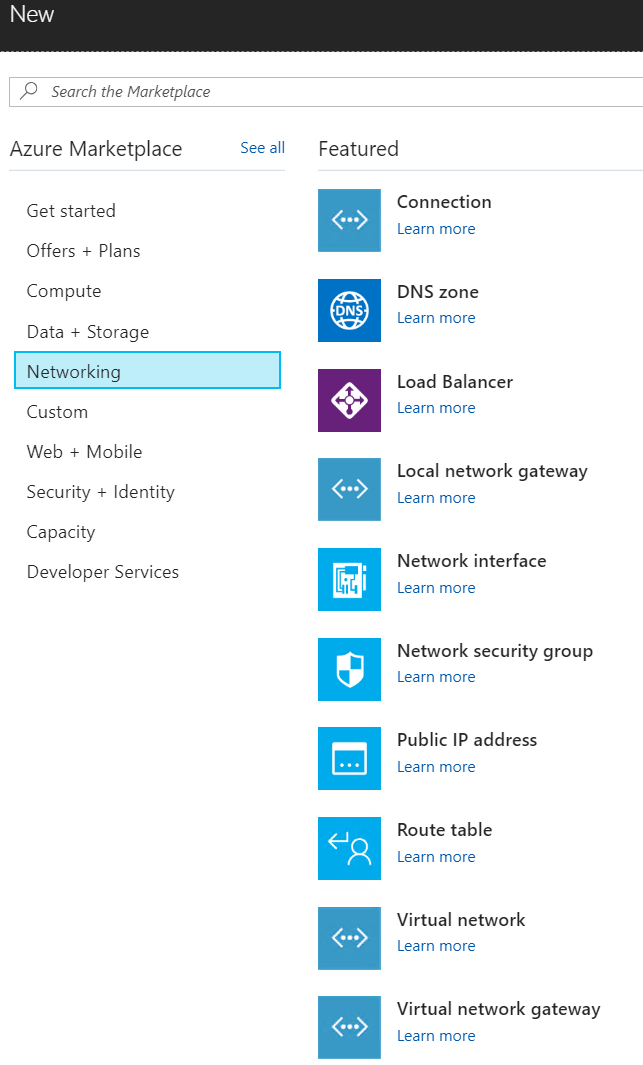 New
Search the Marketplace
Azure Marketplace
See all
Get started
Offers + Plans
Compute
Data + Storage
Networking
Custom
Web + Mobile
Security + Identity
Capacity
Developer Services
Featured
Connection
Learn more
DNS
DNS zone
Learn more
Load Balancer
Learn more
Local network gateway
Learn more
Network interface
Learn more
Network security group
Learn more
Public IP address
Learn more
Route table
Learn more
Virtual network
Learn more
Virtual network gateway
Learn more